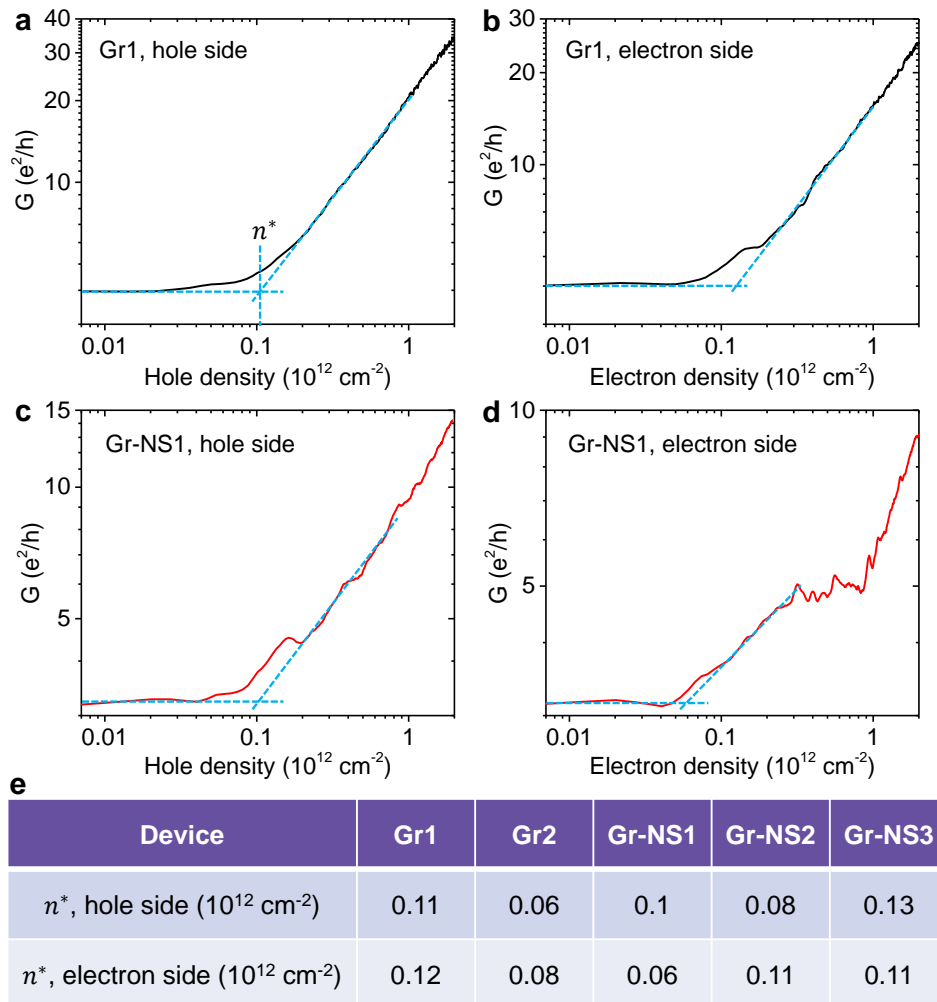 a
Gr1, hole side
G (e²/h)
40
30
20
10
n*
0.01 0.1 1
Hole density (10¹² cm⁻²)
b
Gr1, electron side
G (e²/h)
30
20
10
0.01 0.1 1
Electron density (10¹² cm⁻²)
c
Gr-NS1, hole side
G (e²/h)
15
10
5
0.01 0.1 1
Hole density (10¹² cm⁻²)
d
Gr-NS1, electron side
G (e²/h)
10
5
0.01 0.1 1
Electron density (10¹² cm⁻²)
e
Device Gr1 Gr2 Gr-NS1 Gr-NS2 Gr-NS3
n*, hole side (10¹² cm⁻²) 0.11 0.06 0.1 0.08 0.13
n*, electron side (10¹² cm⁻²) 0.12 0.08 0.06 0.11 0.11